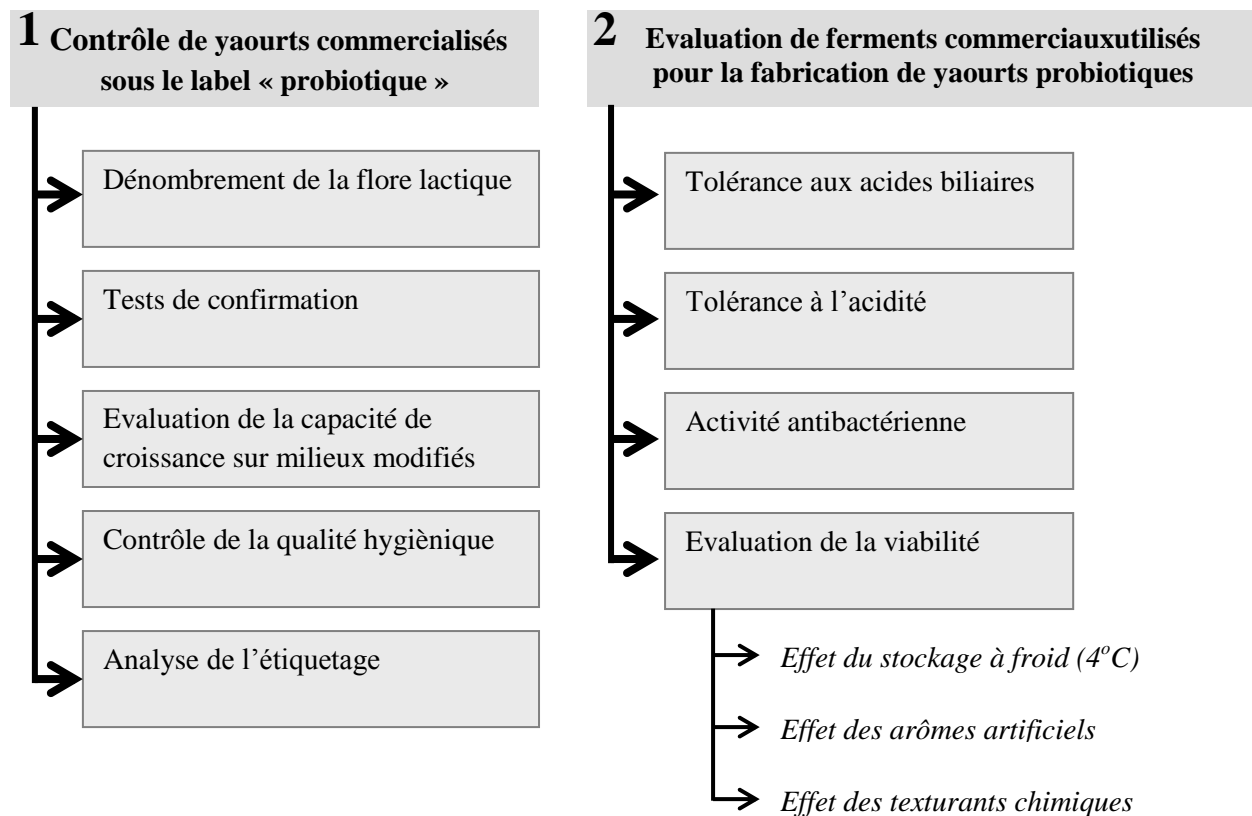 1 Contrôle de yaourts commercialisés
sous le label « probiotique »
Dénombrement de la flore lactique
Tests de confirmation
Evaluation de la capacité de
croissance sur milieux modifiés
Contrôle de la qualité hygiènique
Analyse de l’étiquetage
2 Evaluation de ferments commerciauxutilisés
pour la fabrication de yaourts probiotiques
Tolérance aux acides biliaires
Tolérance à l’acidité
Activité antibactérienne
Evaluation de la viabilité
Effet du stockage à froid (4°C)
Effet des arômes artificiels
Effet des texturants chimiques